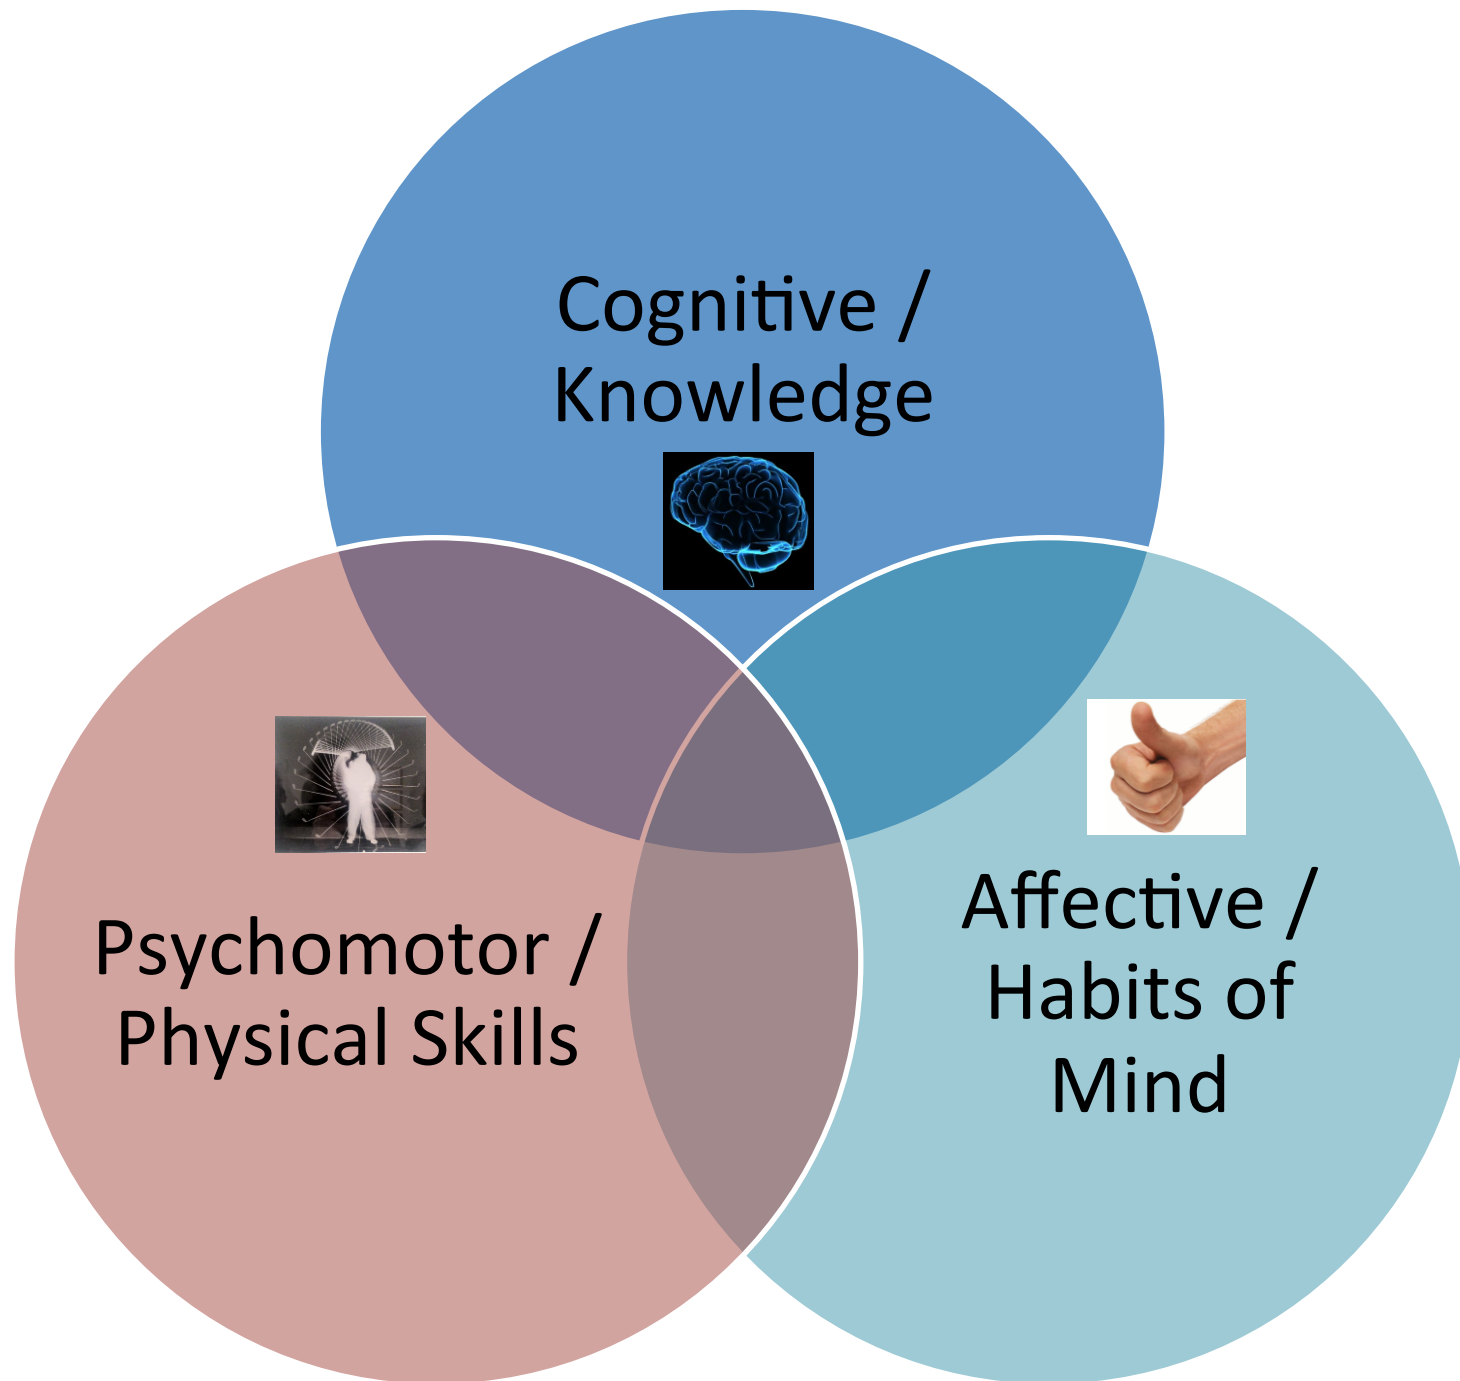 Cognitive /
Knowledge
Psychomotor /
Physical Skills
Affective /
Habits of
Mind